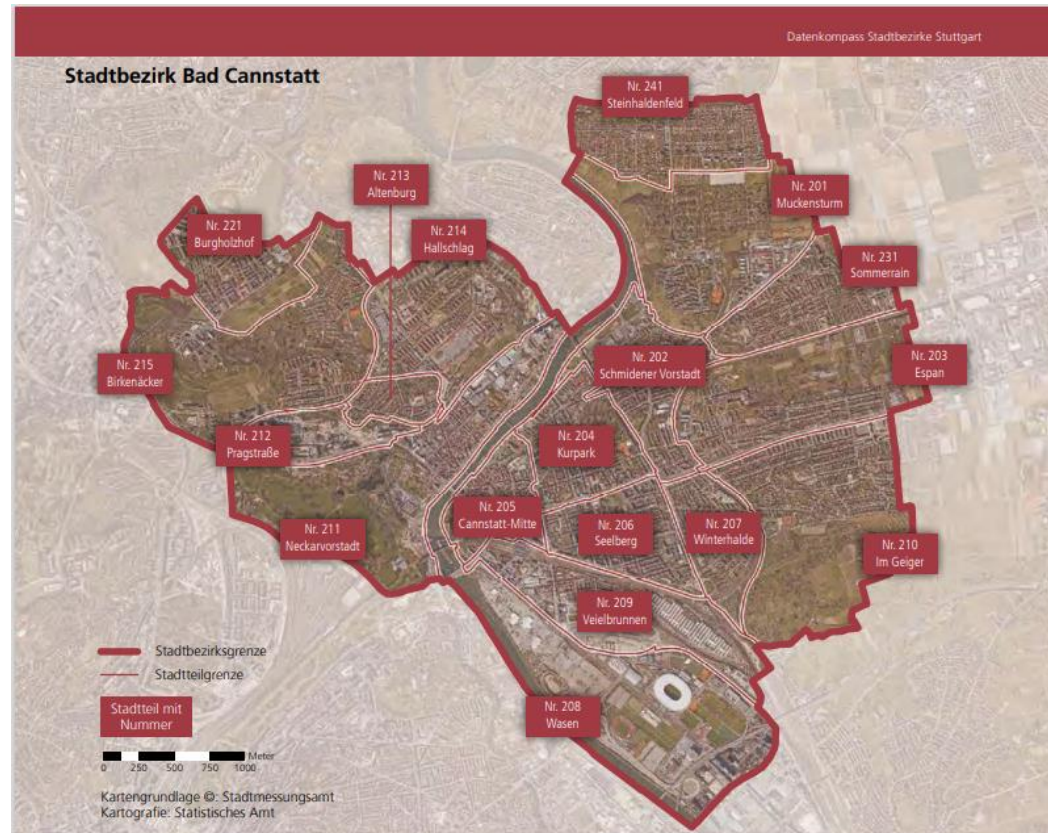 Datenkompass Stadtbezirke Stuttgart
Stadtbezirk Bad Cannstatt
Nr. 241
Steinhaldenfeld
Nr. 213
Altenburg
Nr. 201
Muckensturm
Nr. 221
Burgholzhof
Nr. 214
Hallschlag
Nr. 231
Sommerrain
Nr. 215
Birkenäcker
Nr. 202
Schmidener Vorstadt
Nr. 203
Espan
Nr. 212
Pragstraße
Nr. 204
Kurpark
Nr. 205
Cannstatt-Mitte
Nr. 206
Seelberg
Nr. 207
Winterhalde
Nr. 211
Neckarvorstadt
Nr. 210
Im Geiger
Nr. 209
Veielbrunnen
Nr. 208
Wasen
Stadtbezirksgrenze
Stadtteilgrenze
Stadtteil mit
Nummer
Meter
0 250 500 750 1000
Kartengrundlage ©: Stadtmessungsamt
Kartografie: Statistisches Amt